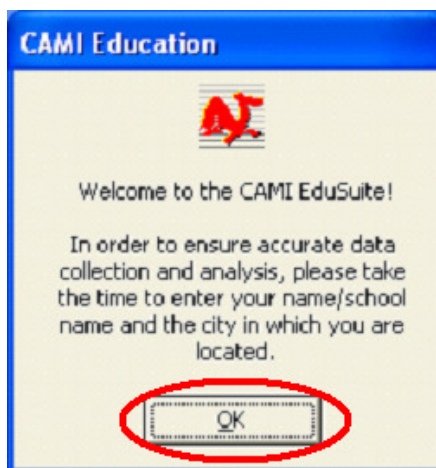 CAMI Education
Welcome to the CAMI EduSuite!
In order to ensure accurate data
collection and analysis, please take
the time to enter your name/school
name and the city in which you are
located.
OK